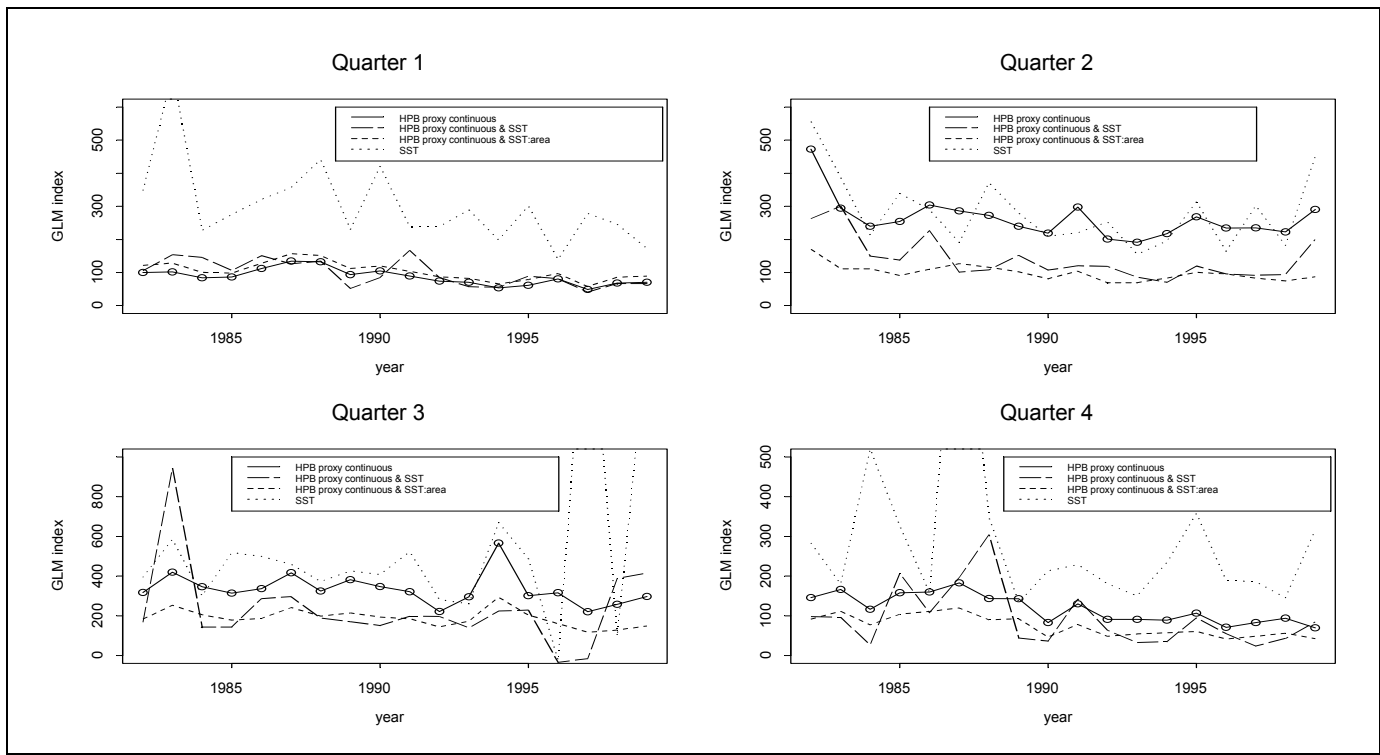 Quarter 1
GLM index
0 100 300 500
HPB proxy continuous
HPB proxy continuous & SST
HPB proxy continuous & SST:area
SST
1985 1990 1995
year
Quarter 2
GLM index
0 100 300 500
HPB proxy continuous
HPB proxy continuous & SST
HPB proxy continuous & SST:area
SST
1985 1990 1995
year
Quarter 3
GLM index
0 200 400 600 800
HPB proxy continuous
HPB proxy continuous & SST
HPB proxy continuous & SST:area
SST
1985 1990 1995
year
Quarter 4
GLM index
0 100 200 300 400 500
HPB proxy continuous
HPB proxy continuous & SST
HPB proxy continuous & SST:area
SST
1985 1990 1995
year